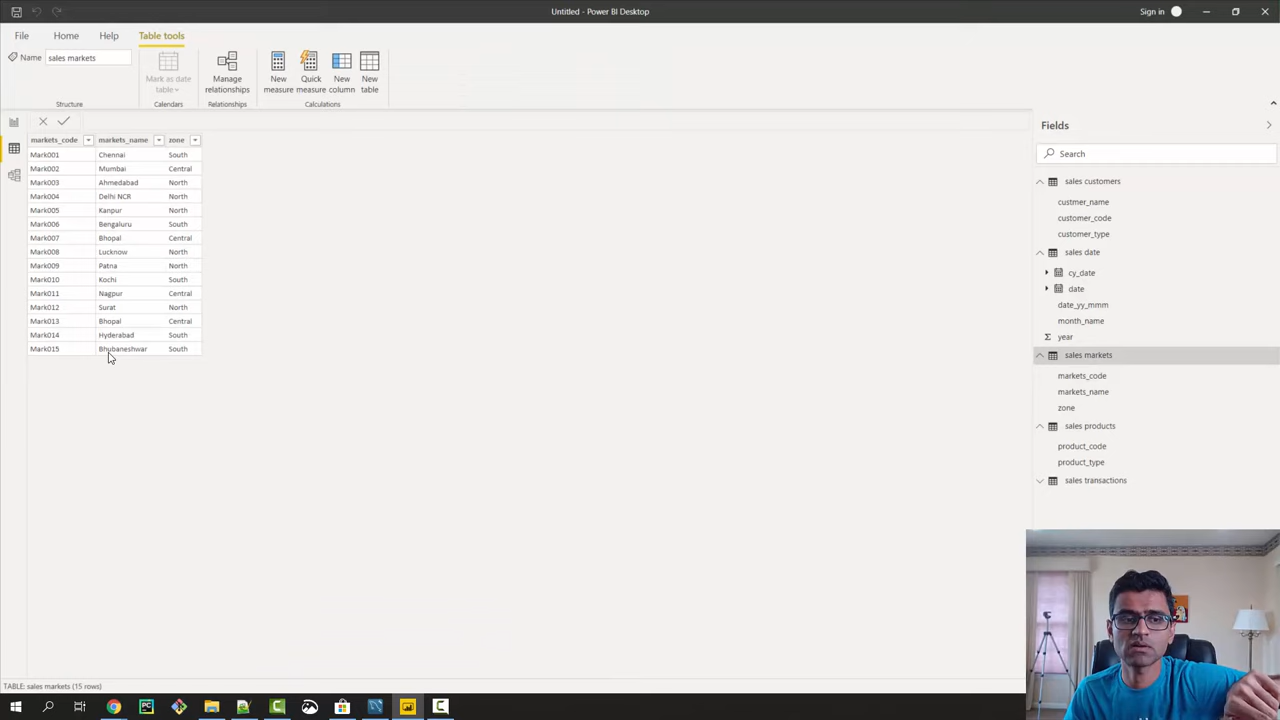 Untitled - Power BI Desktop
Sign in
File Home Help Table tools
Name sales markets
Mark as date table
Manage relationships
New measure
Quick measure
New column
New table
Structure
Calendars
Relationships
Calculations
markets_code markets_name zone
Mark001 Chennai South
Mark002 Mumbai Central
Mark003 Ahmedabad North
Mark004 Delhi NCR North
Mark005 Kanpur North
Mark006 Bengaluru South
Mark007 Bhopal Central
Mark008 Lucknow North
Mark009 Patna North
Mark010 Kochi South
Mark011 Nagpur Central
Mark012 Surat North
Mark013 Bhopal Central
Mark014 Hyderabad South
Mark015 Bhubaneshwar South
Fields
Search
sales customers
custmer_name
customer_code
customer_type
sales date
cy_date
date
date_yy_mmm
month_name
year
sales markets
markets_code
markets_name
zone
sales products
product_code
product_type
sales transactions
TABLE: sales markets (15 rows)